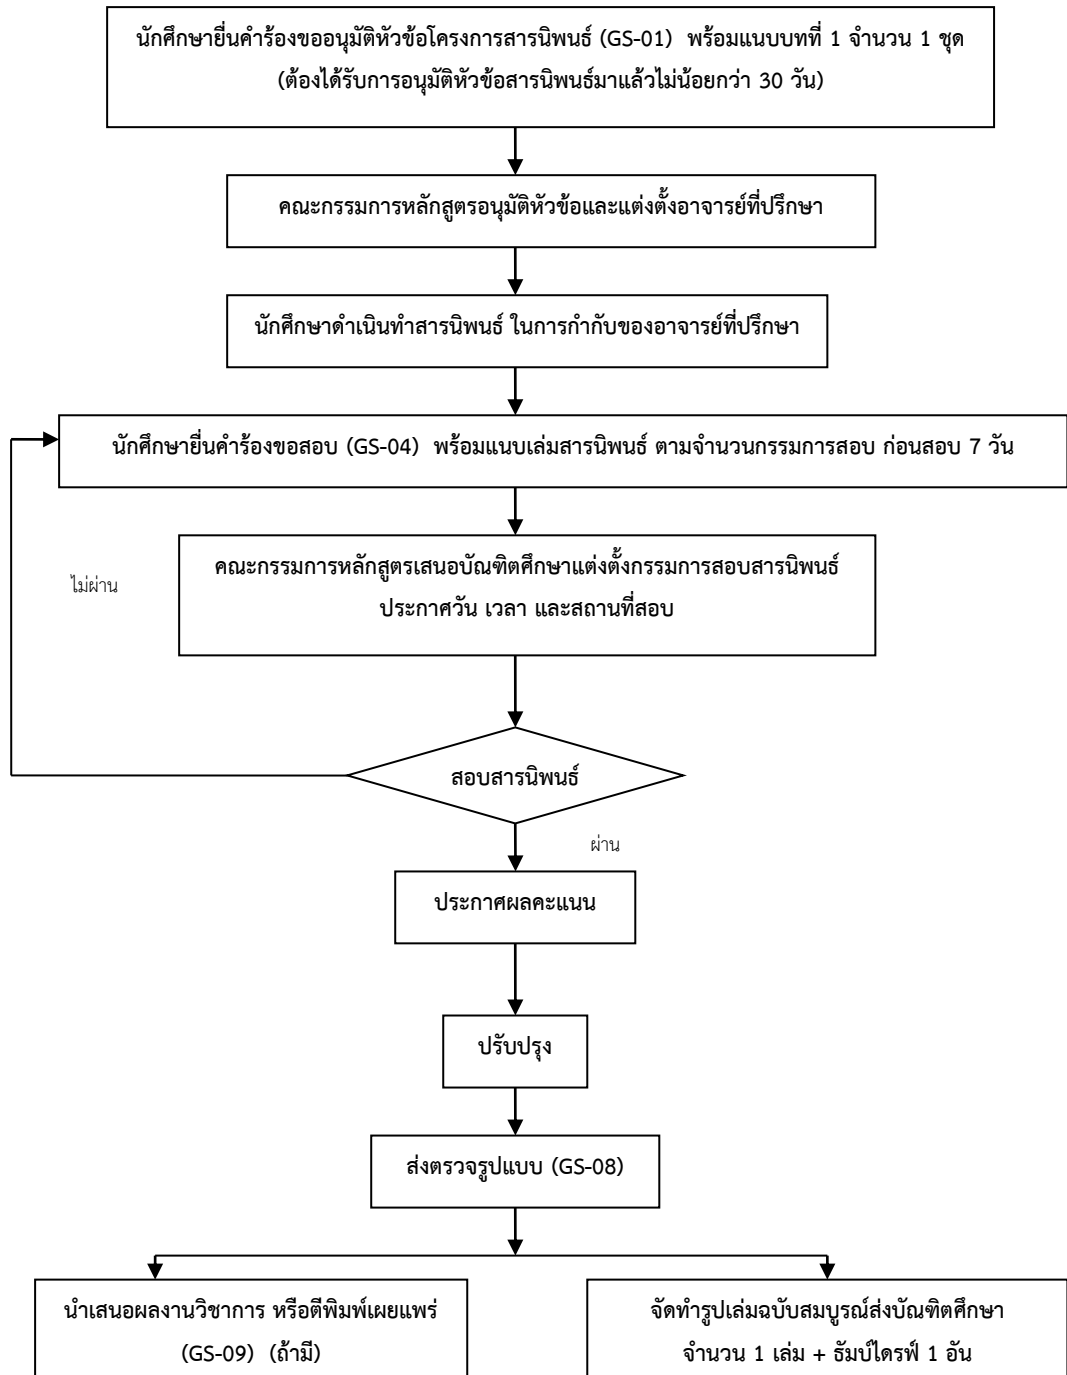 นักศึกษายื่นคำร้องขออนุมัติหัวข้อโครงการสารนิพนธ์ (GS-01) พร้อมแนบบทที่ 1 จำนวน 1 ชุด
(ต้องได้รับการอนุมัติหัวข้อสารนิพนธ์มาแล้วไม่น้อยกว่า 30 วัน)
คณะกรรมการหลักสูตรอนุมัติหัวข้อและแต่งตั้งอาจารย์ที่ปรึกษา
นักศึกษาดำเนินทำสารนิพนธ์ ในการกำกับของอาจารย์ที่ปรึกษา
นักศึกษายื่นคำร้องขอสอบ (GS-04) พร้อมแนบเล่มสารนิพนธ์ ตามจำนวนกรรมการสอบ ก่อนสอบ 7 วัน
คณะกรรมการหลักสูตรเสนอบัณฑิตศึกษาแต่งตั้งกรรมการสอบสารนิพนธ์
ประกาศวัน เวลา และสถานที่สอบ
ไม่ผ่าน
สอบสารนิพนธ์
ผ่าน
ประกาศผลคะแนน
ปรับปรุง
ส่งตรวจรูปแบบ (GS-08)
นำเสนอผลงานวิชาการ หรือตีพิมพ์เผยแพร่
(GS-09) (ถ้ามี)
จัดทำรูปเล่มฉบับสมบูรณ์ส่งบัณฑิตศึกษา
จำนวน 1 เล่ม + ธัมบ์ไดรฟ์ 1 อัน